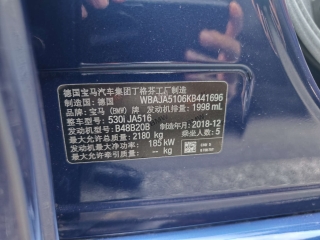 德国宝马汽车集团丁格芬工厂制造
制造国：德国 WBAJA5106KB441696
品牌：宝马 (BMW) 牌 发动机排量：1998 mL
整车型号：530i JA516
发动机型号：B48B20B 制造年月：2018-12
最大允许总质量：2180 kg 乘坐人数：5
发动机最大净功率：185 kW
最大允许牵引质量：-- kg